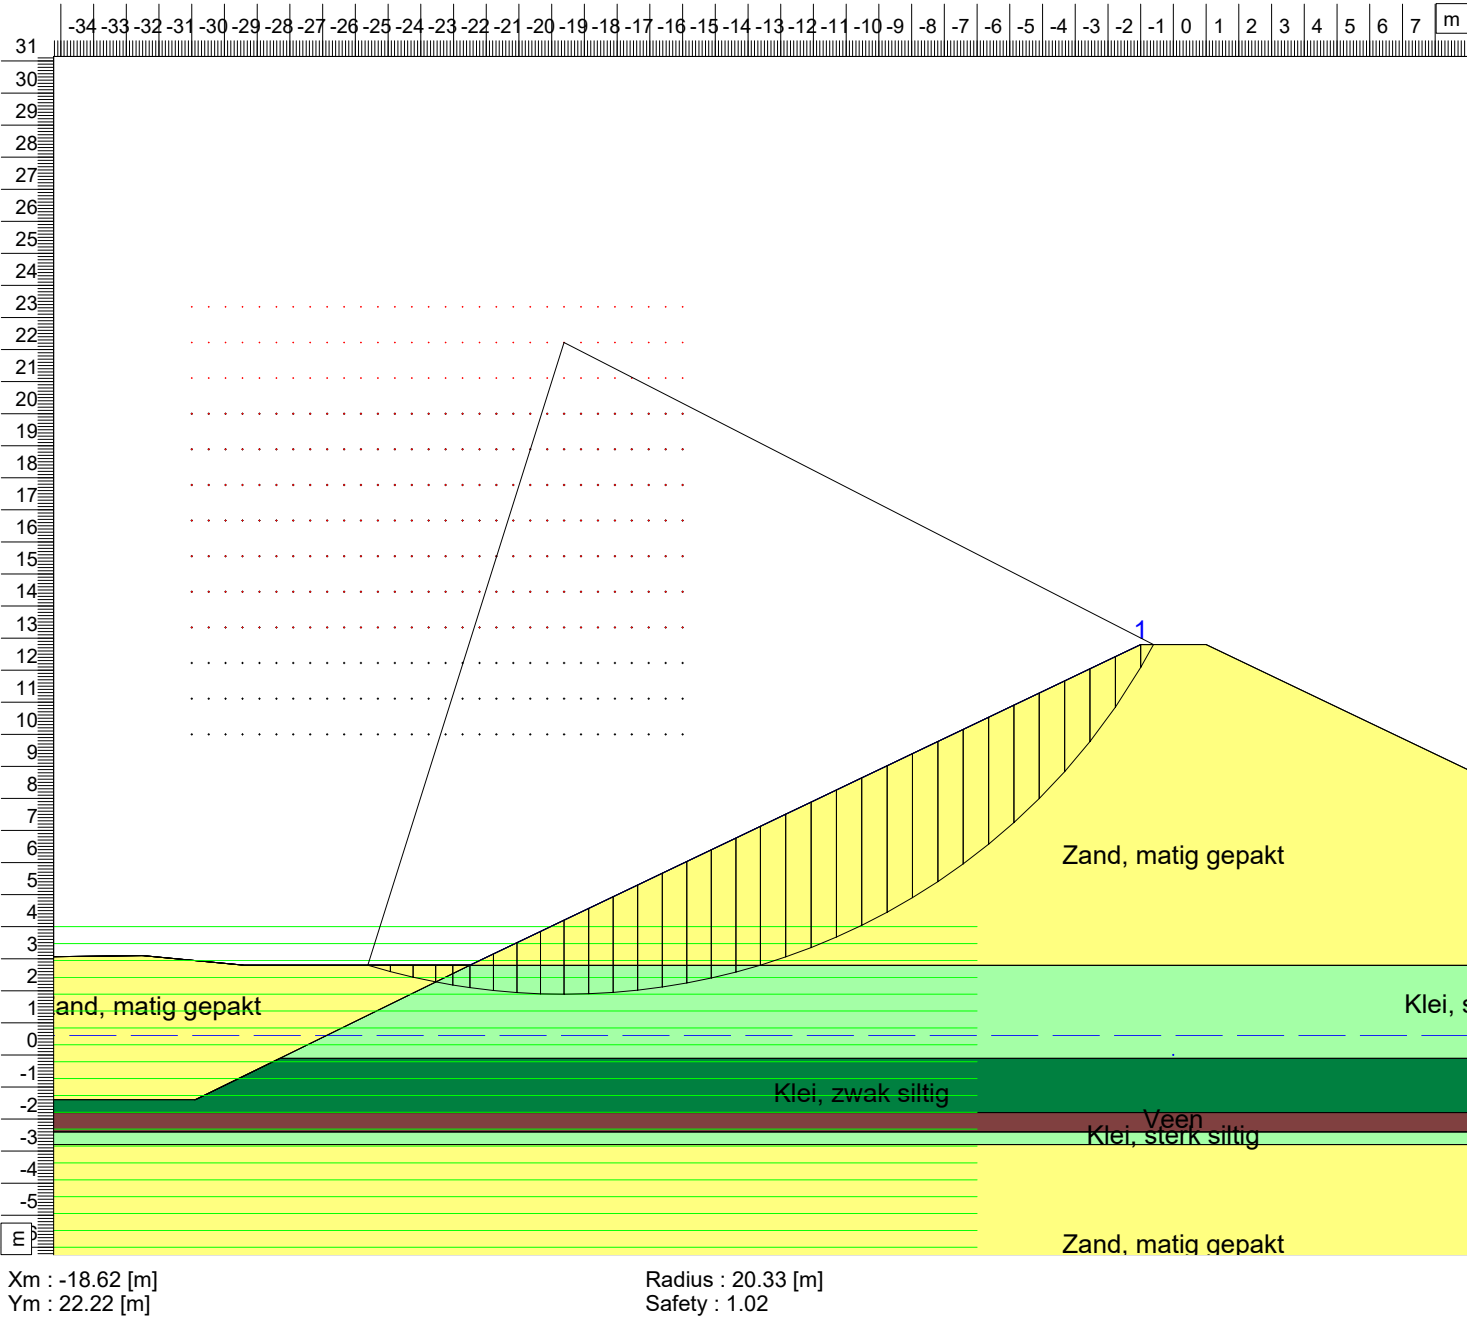 -34 -33 -32 -31 -30 -29 -28 -27 -26 -25 -24 -23 -22 -21 -20 -19 -18 -17 -16 -15 -14 -13 -12 -11 -10 -9 -8 -7 -6 -5 -4 -3 -2 -1 0 1 2 3 4 5 6 7 m
31
30
29
28
27
26
25
24
23
22
21
20
19
18
17
16
15
14
13
12
11
10
9
8
7
6
5
4
3
2
1
0
-1
-2
-3
-4
-5
m
1
Zand, matig gepakt
and, matig gepakt
Klei, s
Klei, zwak siltig
Veen
Klei, sterk siltig
Zand, matig gepakt
Xm : -18.62 [m]
Radius : 20.33 [m]
Ym : 22.22 [m]
Safety : 1.02